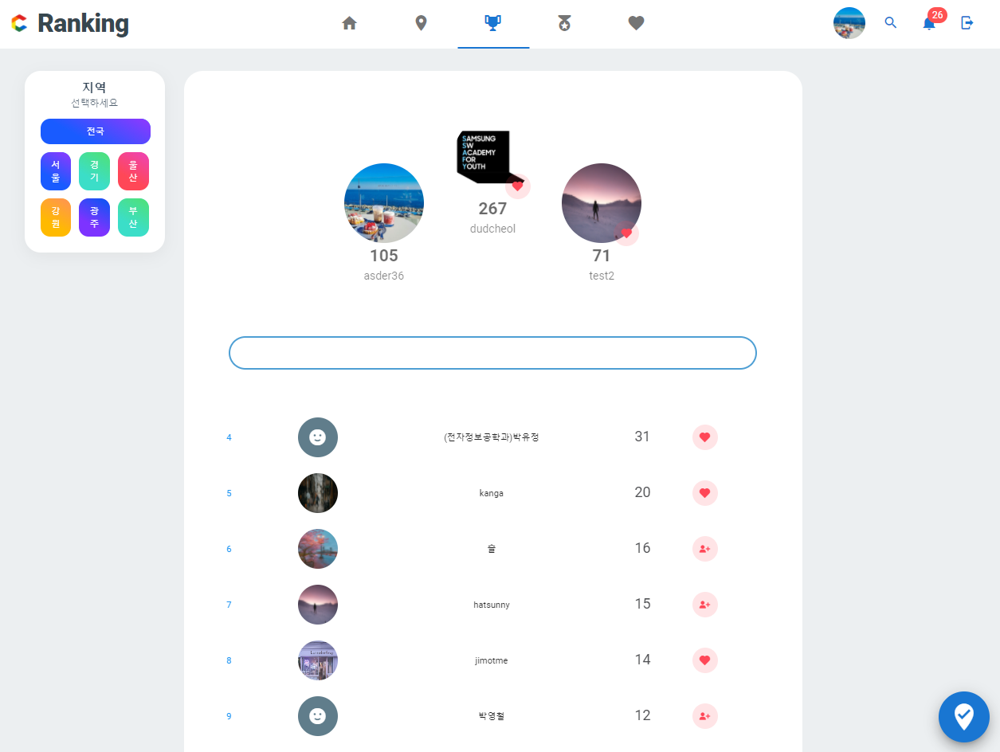 Ranking
26
지역
선택하세요
전국
서
울
경
기
울
산
강
원
광
주
부
산
SAMSUNG
SW
ACADEMY
FOR
YOUTH
267
dudcheol
105
asder36
71
test2
4 (전자정보공학과)박유정 31
5 kanga 20
6 슬 16
7 hatsunny 15
8 jimotme 14
9 박영철 12